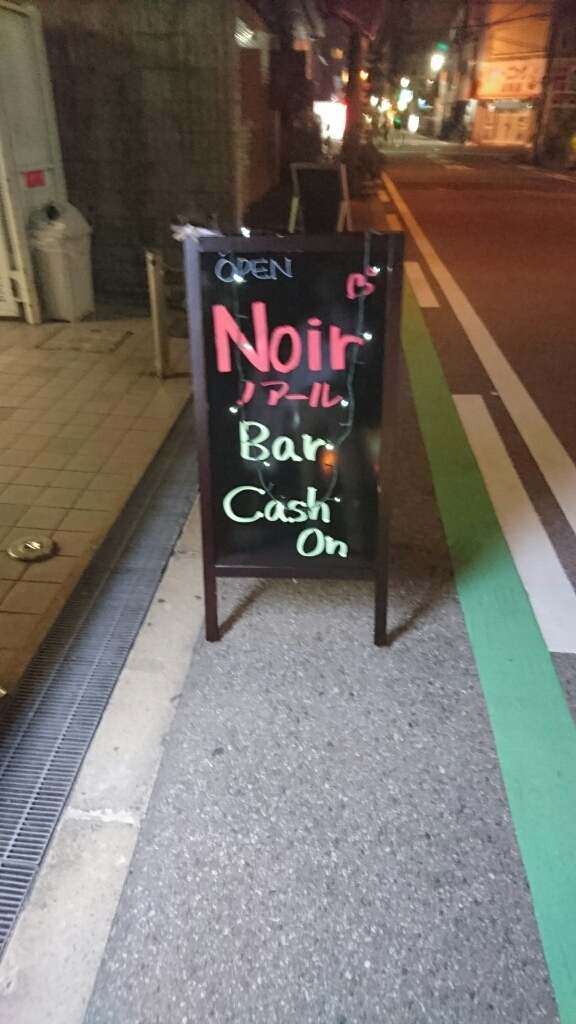 OPEN
Noir
ノアール
Bar
Cash
On